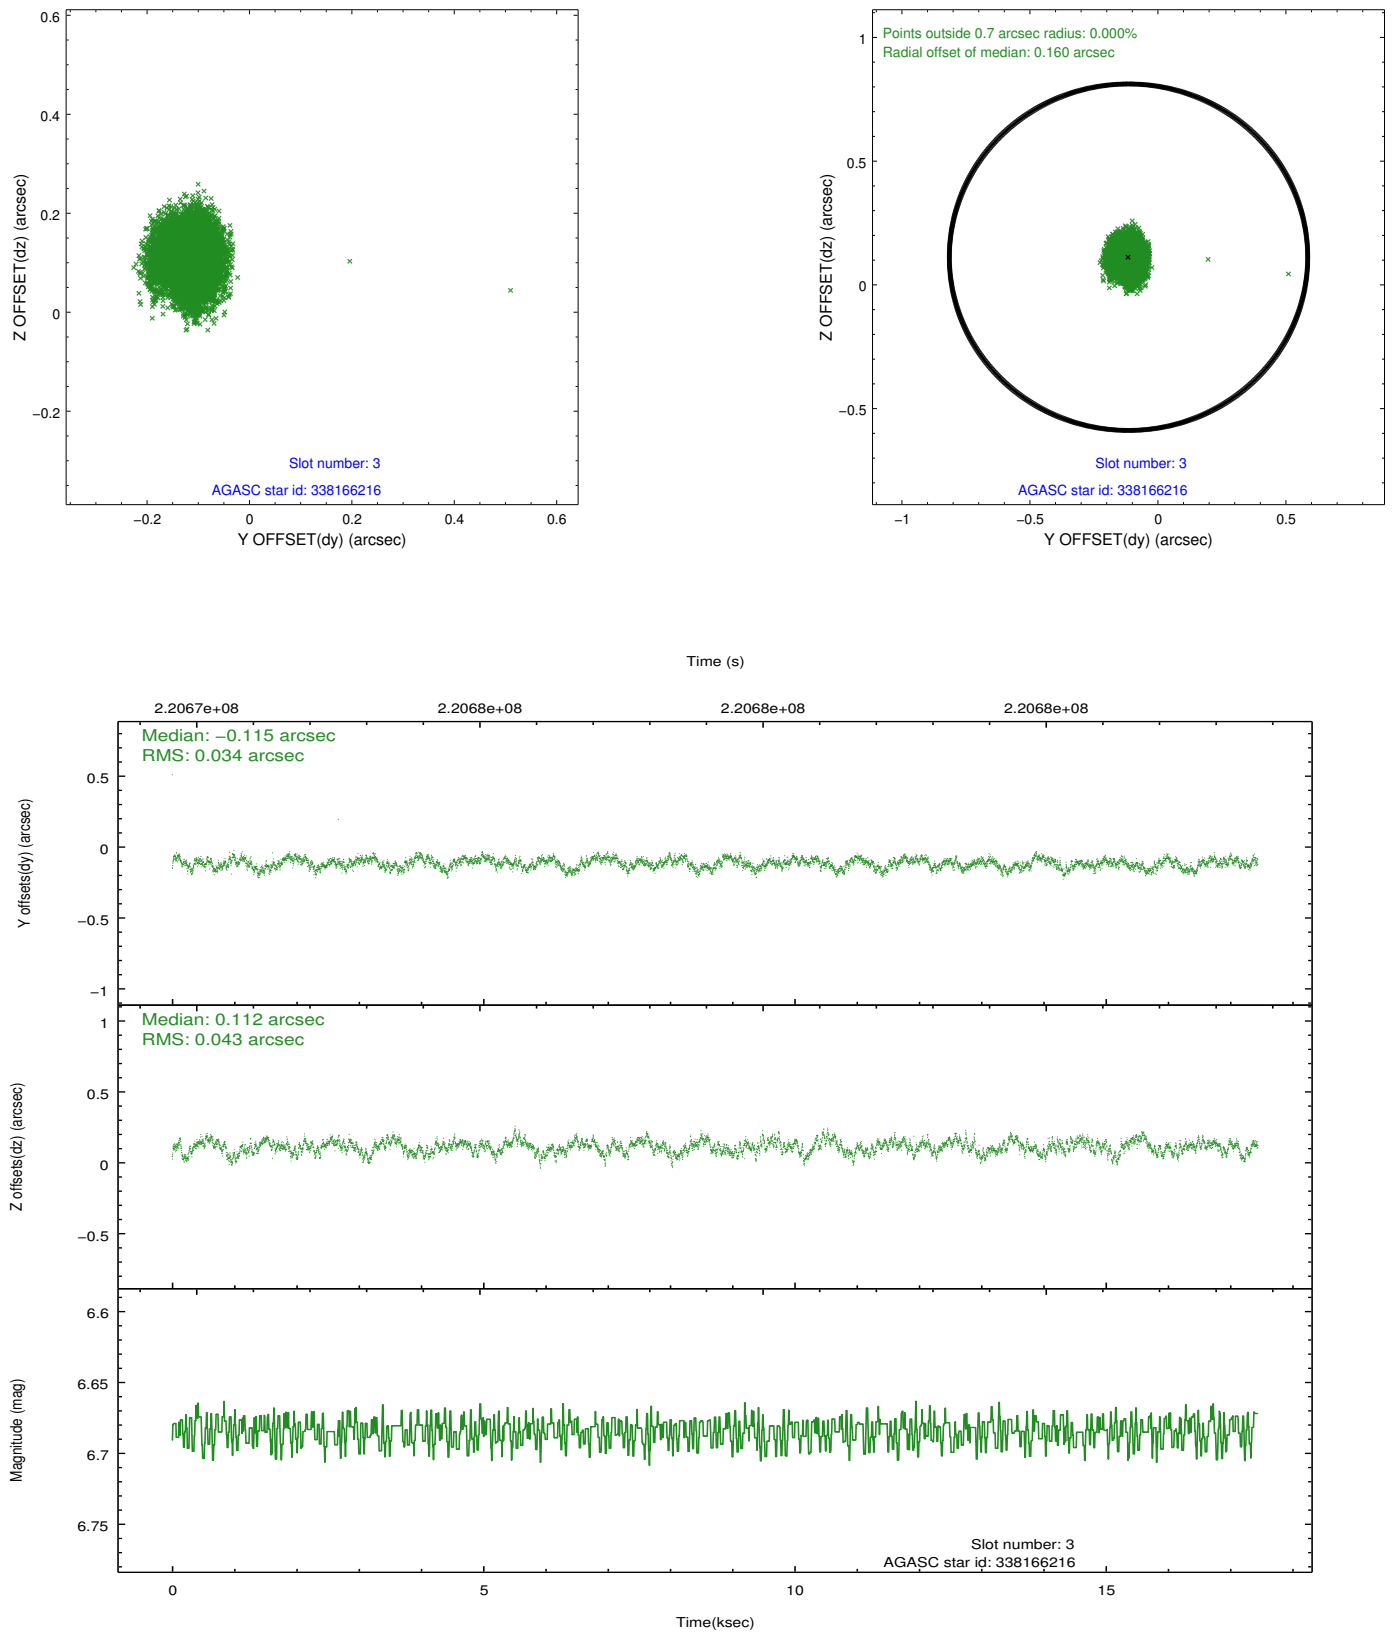 0.6
0.4
0.2
0
−0.2
Z OFFSET(dz) (arcsec)
Slot number: 3
AGASC star id: 338166216
−0.2 0 0.2 0.4 0.6
Y OFFSET(dy) (arcsec)
Points outside 0.7 arcsec radius: 0.000%
Radial offset of median: 0.160 arcsec
1
0.5
0
−0.5
Z OFFSET(dz) (arcsec)
Slot number: 3
AGASC star id: 338166216
−1 −0.5 0 0.5
Y OFFSET(dy) (arcsec)
Time (s)
2.2067e+08 2.2068e+08 2.2068e+08 2.2068e+08
Median: −0.115 arcsec
RMS: 0.034 arcsec
0.5
0
−0.5
−1
Y offsets(dy) (arcsec)
Median: 0.112 arcsec
RMS: 0.043 arcsec
1
0.5
0
−0.5
Z offsets(dz) (arcsec)
6.6
6.65
6.7
6.75
Magnitude (mag)
Slot number: 3
AGASC star id: 338166216
0 5 10 15
Time(ksec)